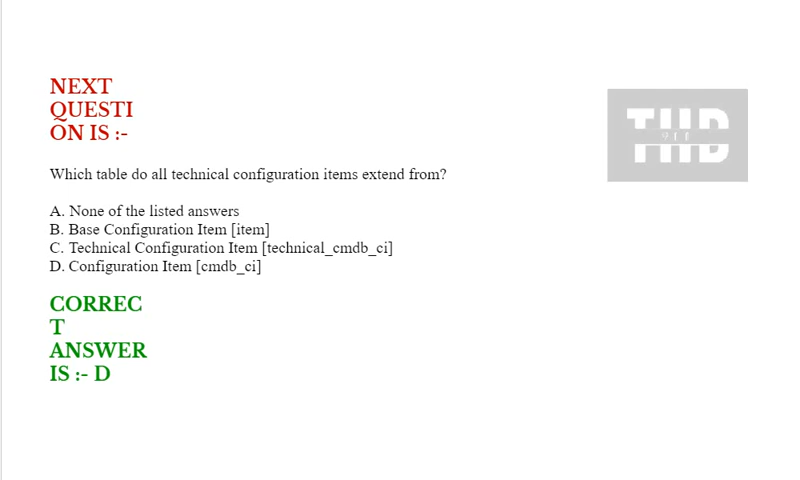 NEXT
QUESTI
ON IS :-
THD
911
Which table do all technical configuration items extend from?
A. None of the listed answers
B. Base Configuration Item [item]
C. Technical Configuration Item [technical_cmdb_ci]
D. Configuration Item [cmdb_ci]
CORREC
T
ANSWER
IS :- D